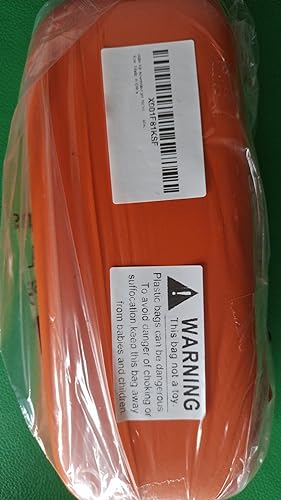 X001F81KSF
WARNING
This bag not a toy.
Plastic bags can be dangerous.
To avoid danger of choking or
suffocation keep this bag away
from babies and children.